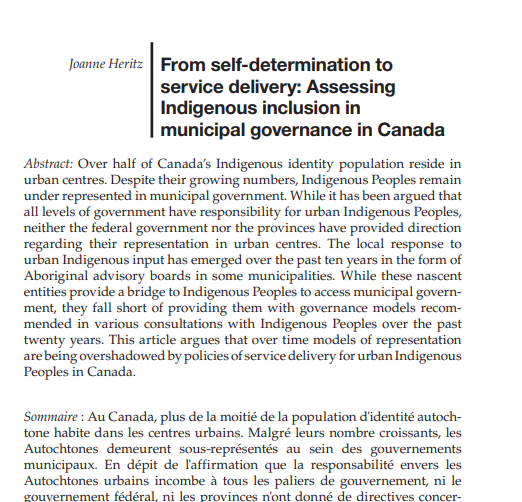 Joanne Heritz
From self-determination to
service delivery: Assessing
Indigenous inclusion in
municipal governance in Canada
Abstract: Over half of Canada’s Indigenous identity population reside in
urban centres. Despite their growing numbers, Indigenous Peoples remain
under represented in municipal government. While it has been argued that
all levels of government have responsibility for urban Indigenous Peoples,
neither the federal government nor the provinces have provided direction
regarding their representation in urban centres. The local response to
urban Indigenous input has emerged over the past ten years in the form of
Aboriginal advisory boards in some municipalities. While these nascent
entities provide a bridge to Indigenous Peoples to access municipal govern-
ment, they fall short of providing them with governance models recom-
mended in various consultations with Indigenous Peoples over the past
twenty years. This article argues that over time models of representation
are being overshadowed by policies of service delivery for urban Indigenous
Peoples in Canada.
Sommaire : Au Canada, plus de la moitié de la population d'identité autoch-
tone habite dans les centres urbains. Malgré leurs nombre croissants, les
Autochtones demeurent sous-représentés au sein des gouvernements
municipaux. En dépit de l'affirmation que la responsabilité envers les
Autochtones urbains incombe à tous les paliers de gouvernement, ni le
gouvernement fédéral, ni les provinces n'ont donné de directives concer-